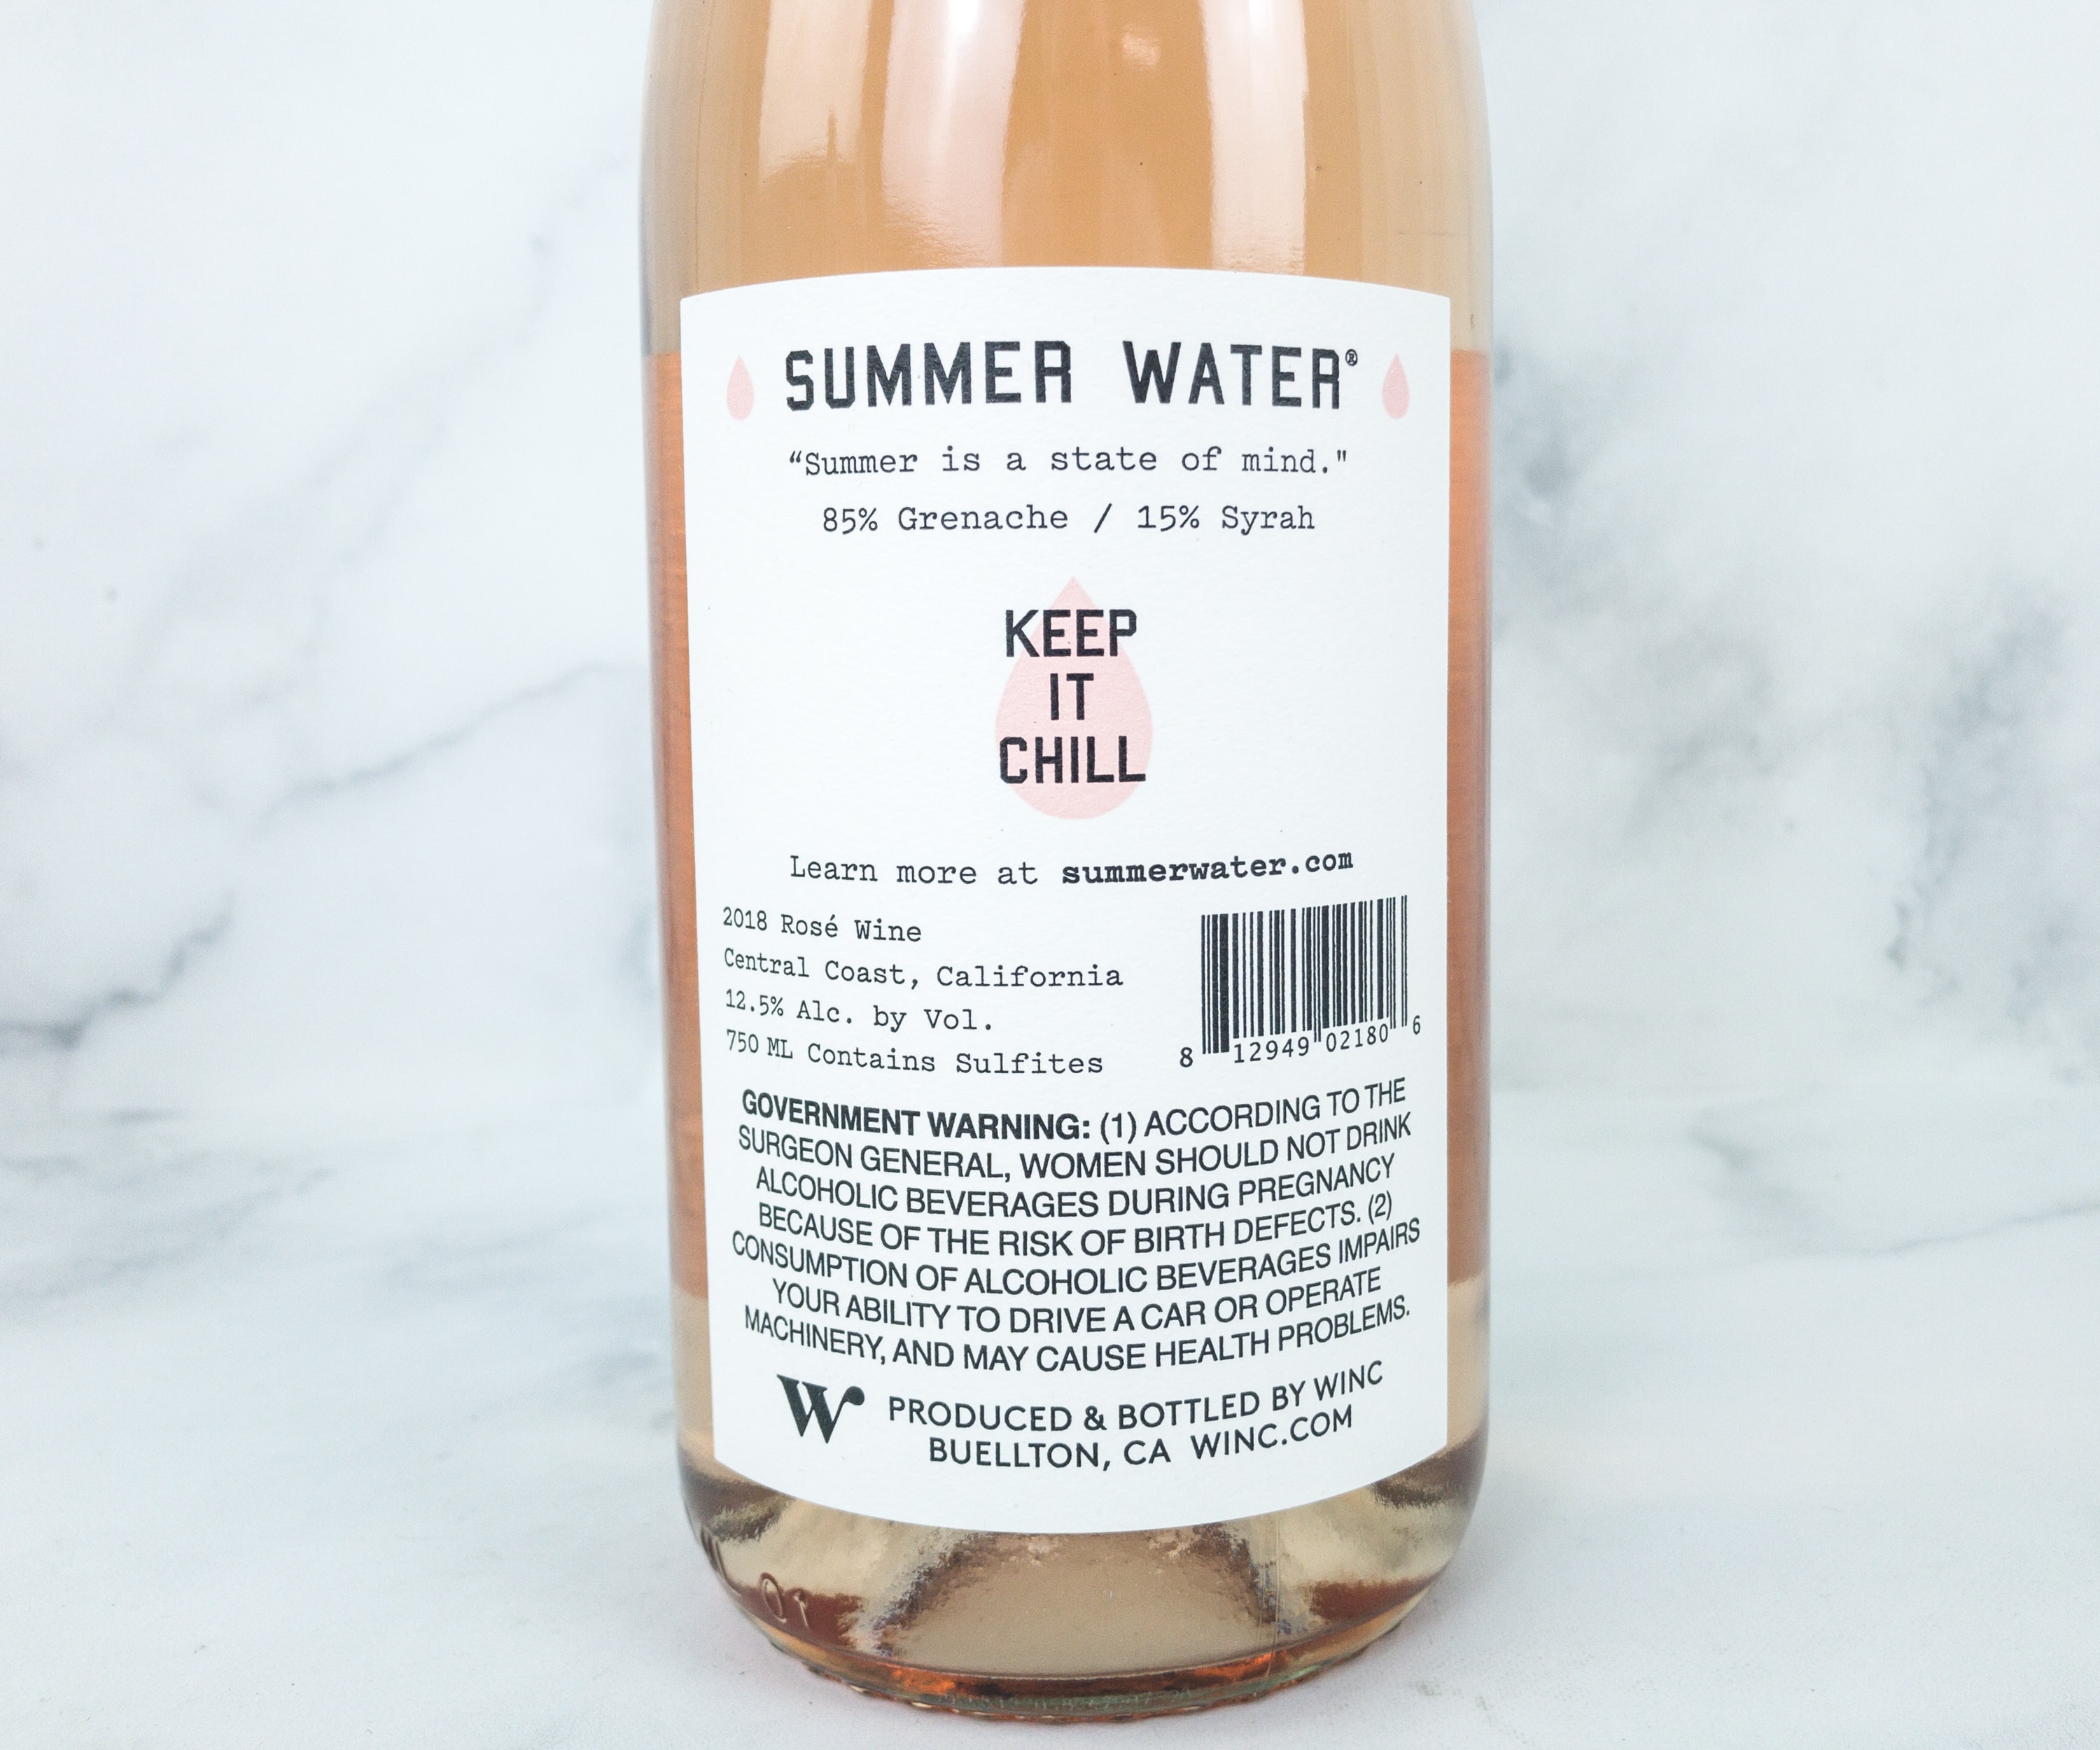 SUMMER WATER®
“Summer is a state of mind."
85% Grenache / 15% Syrah
KEEP
IT
CHILL
Learn more at summerwater.com
2018 Rosé Wine
Central Coast, California
12.5% Alc. by Vol.
750 ML Contains Sulfites
8 12949 02180 6
GOVERNMENT WARNING: (1) ACCORDING TO THE
SURGEON GENERAL, WOMEN SHOULD NOT DRINK
ALCOHOLIC BEVERAGES DURING PREGNANCY
BECAUSE OF THE RISK OF BIRTH DEFECTS. (2)
CONSUMPTION OF ALCOHOLIC BEVERAGES IMPAIRS
YOUR ABILITY TO DRIVE A CAR OR OPERATE
MACHINERY, AND MAY CAUSE HEALTH PROBLEMS.
W PRODUCED & BOTTLED BY WINC
BUELLTON, CA WINC.COM